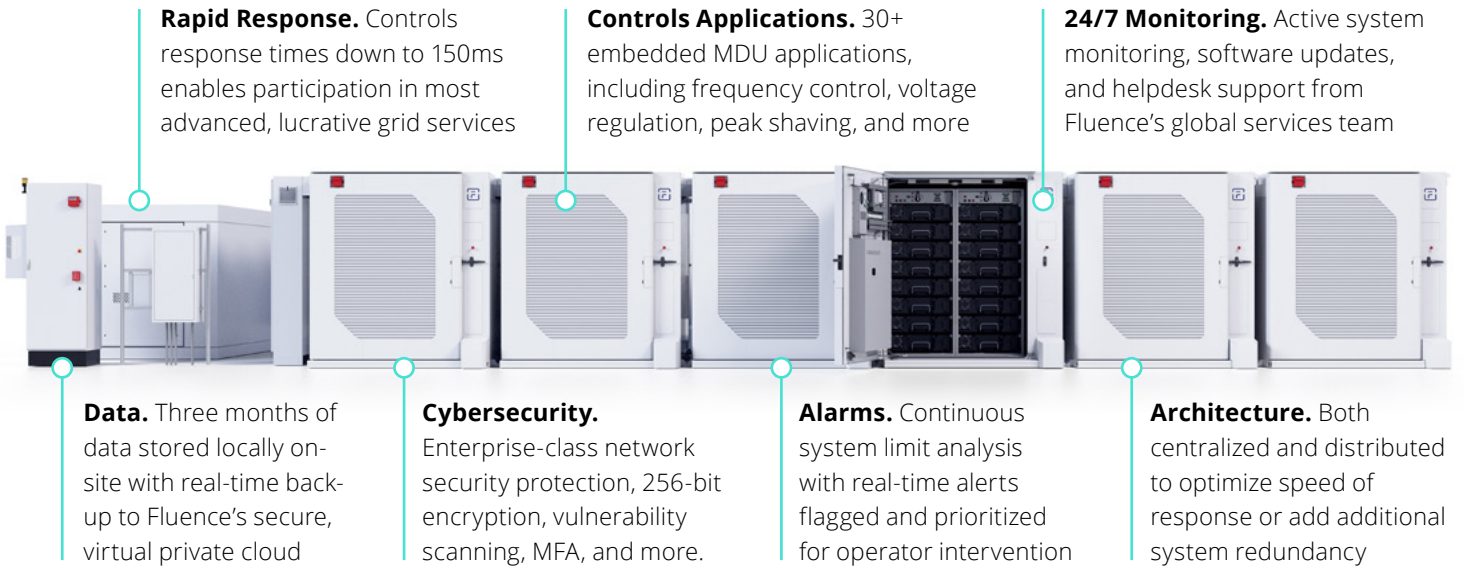 Rapid Response. Controls
response times down to 150ms
enables participation in most
advanced, lucrative grid services
Controls Applications. 30+
embedded MDU applications,
including frequency control, voltage
regulation, peak shaving, and more
24/7 Monitoring. Active system
monitoring, software updates,
and helpdesk support from
Fluence’s global services team
Data. Three months of
data stored locally on-
site with real-time back-
up to Fluence’s secure,
virtual private cloud
Cybersecurity.
Enterprise-class network
security protection, 256-bit
encryption, vulnerability
scanning, MFA, and more.
Alarms. Continuous
system limit analysis
with real-time alerts
flagged and prioritized
for operator intervention
Architecture. Both
centralized and distributed
to optimize speed of
response or add additional
system redundancy